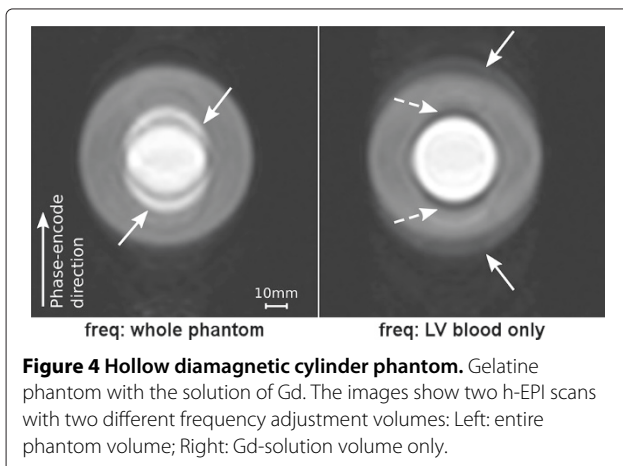 Phase-encode
direction
10mm
freq: whole phantom
freq: LV blood only
Figure 4 Hollow diamagnetic cylinder phantom. Gelatine
phantom with the solution of Gd. The images show two h-EPI scans
with two different frequency adjustment volumes: Left: entire
phantom volume; Right: Gd-solution volume only.